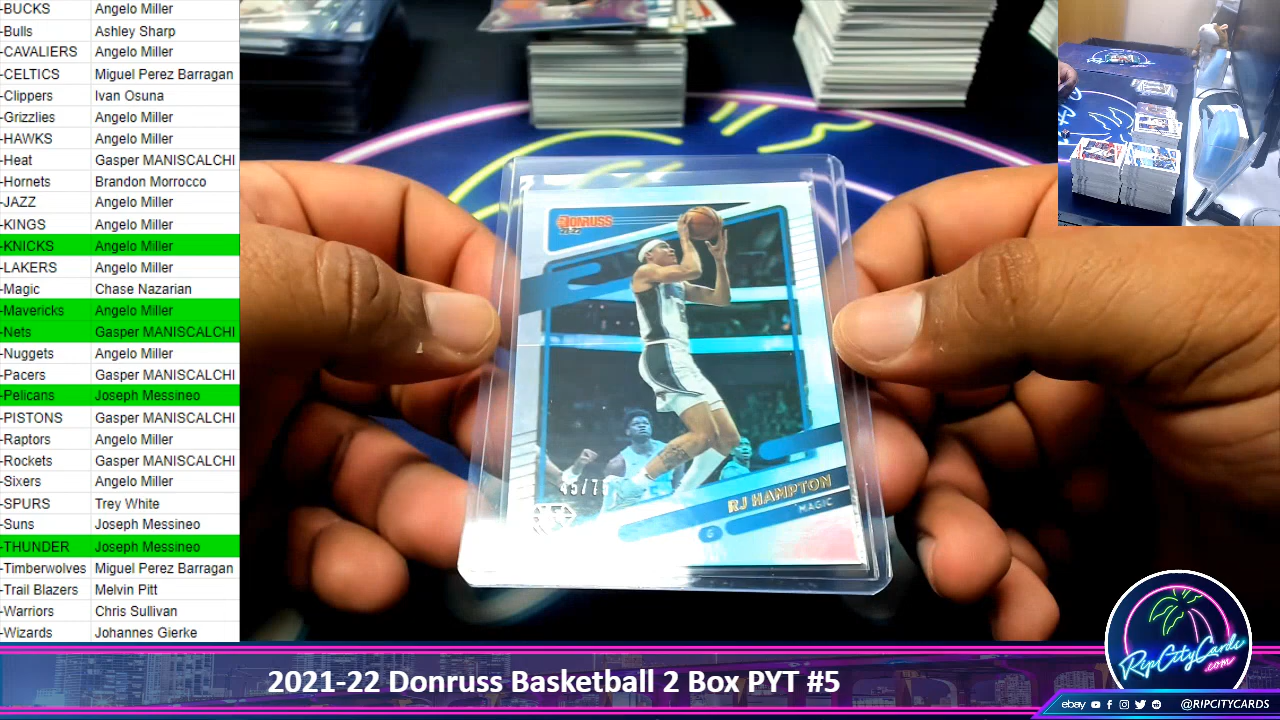 -BUCKS Angelo Miller
-Bulls Ashley Sharp
-CAVALIERS Angelo Miller
-CELTICS Miguel Perez Barragan
-Clippers Ivan Osuna
-Grizzlies Angelo Miller
-HAWKS Angelo Miller
-Heat Gasper MANISCALCHI
-Hornets Brandon Morrocco
-JAZZ Angelo Miller
-KINGS Angelo Miller
-KNICKS Angelo Miller
-LAKERS Angelo Miller
-Magic Chase Nazarian
-Mavericks Angelo Miller
-Nets Gasper MANISCALCHI
-Nuggets Angelo Miller
-Pacers Gasper MANISCALCHI
-Pelicans Joseph Messineo
-PISTONS Gasper MANISCALCHI
-Raptors Angelo Miller
-Rockets Gasper MANISCALCHI
-Sixers Angelo Miller
-SPURS Trey White
-Suns Joseph Messineo
-THUNDER Joseph Messineo
-Timberwolves Miguel Perez Barragan
-Trail Blazers Melvin Pitt
-Warriors Chris Sullivan
-Wizards Johannes Gierke
DONRUSS
21-22
RJ HAMPTON
MAGIC
G
RipCityCards
.com
2021-22 Donruss Basketball 2 Box PYT #5
ebay @RIPCITYCARDS